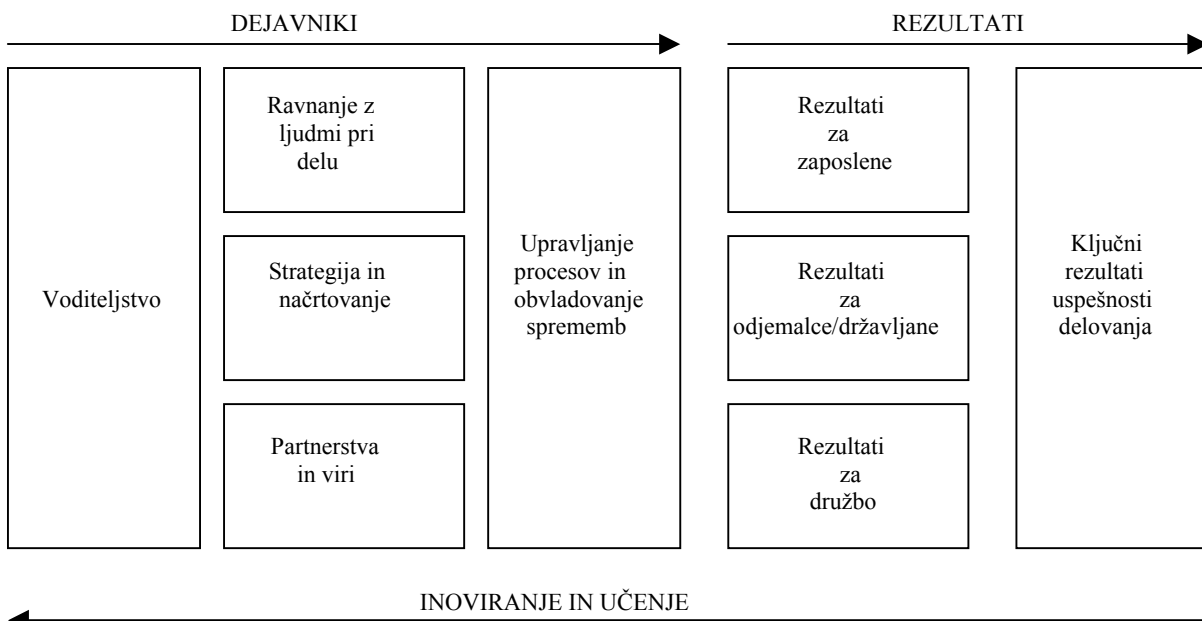 DEJAVNIKI
REZULTATI
Voditeljstvo
Ravnanje z
ljudmi pri
delu
Strategija in
načrtovanje
Partnerstva
in viri
Upravljanje
procesov in
obvladovanje
sprememb
Rezultati
za
zaposlene
Rezultati
za
odjemalce/državljane
Rezultati
za
družbo
Ključni
rezultati
uspešnosti
delovanja
INOVIRANJE IN UČENJE